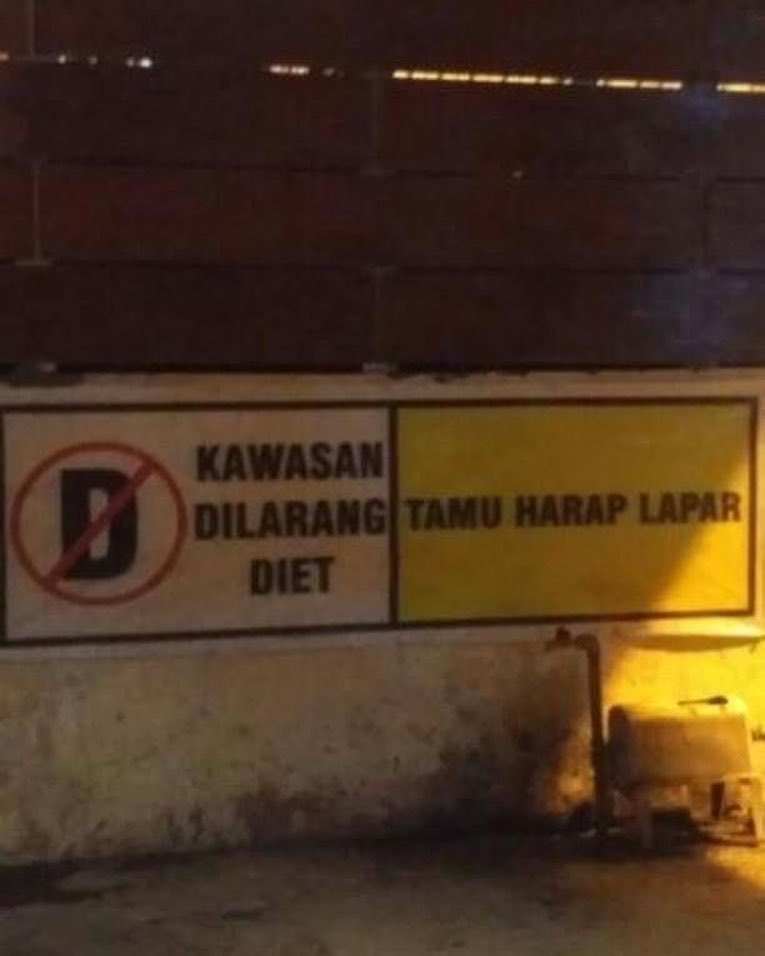 D
KAWASAN
DILARANG
DIET
TAMU HARAP LAPAR